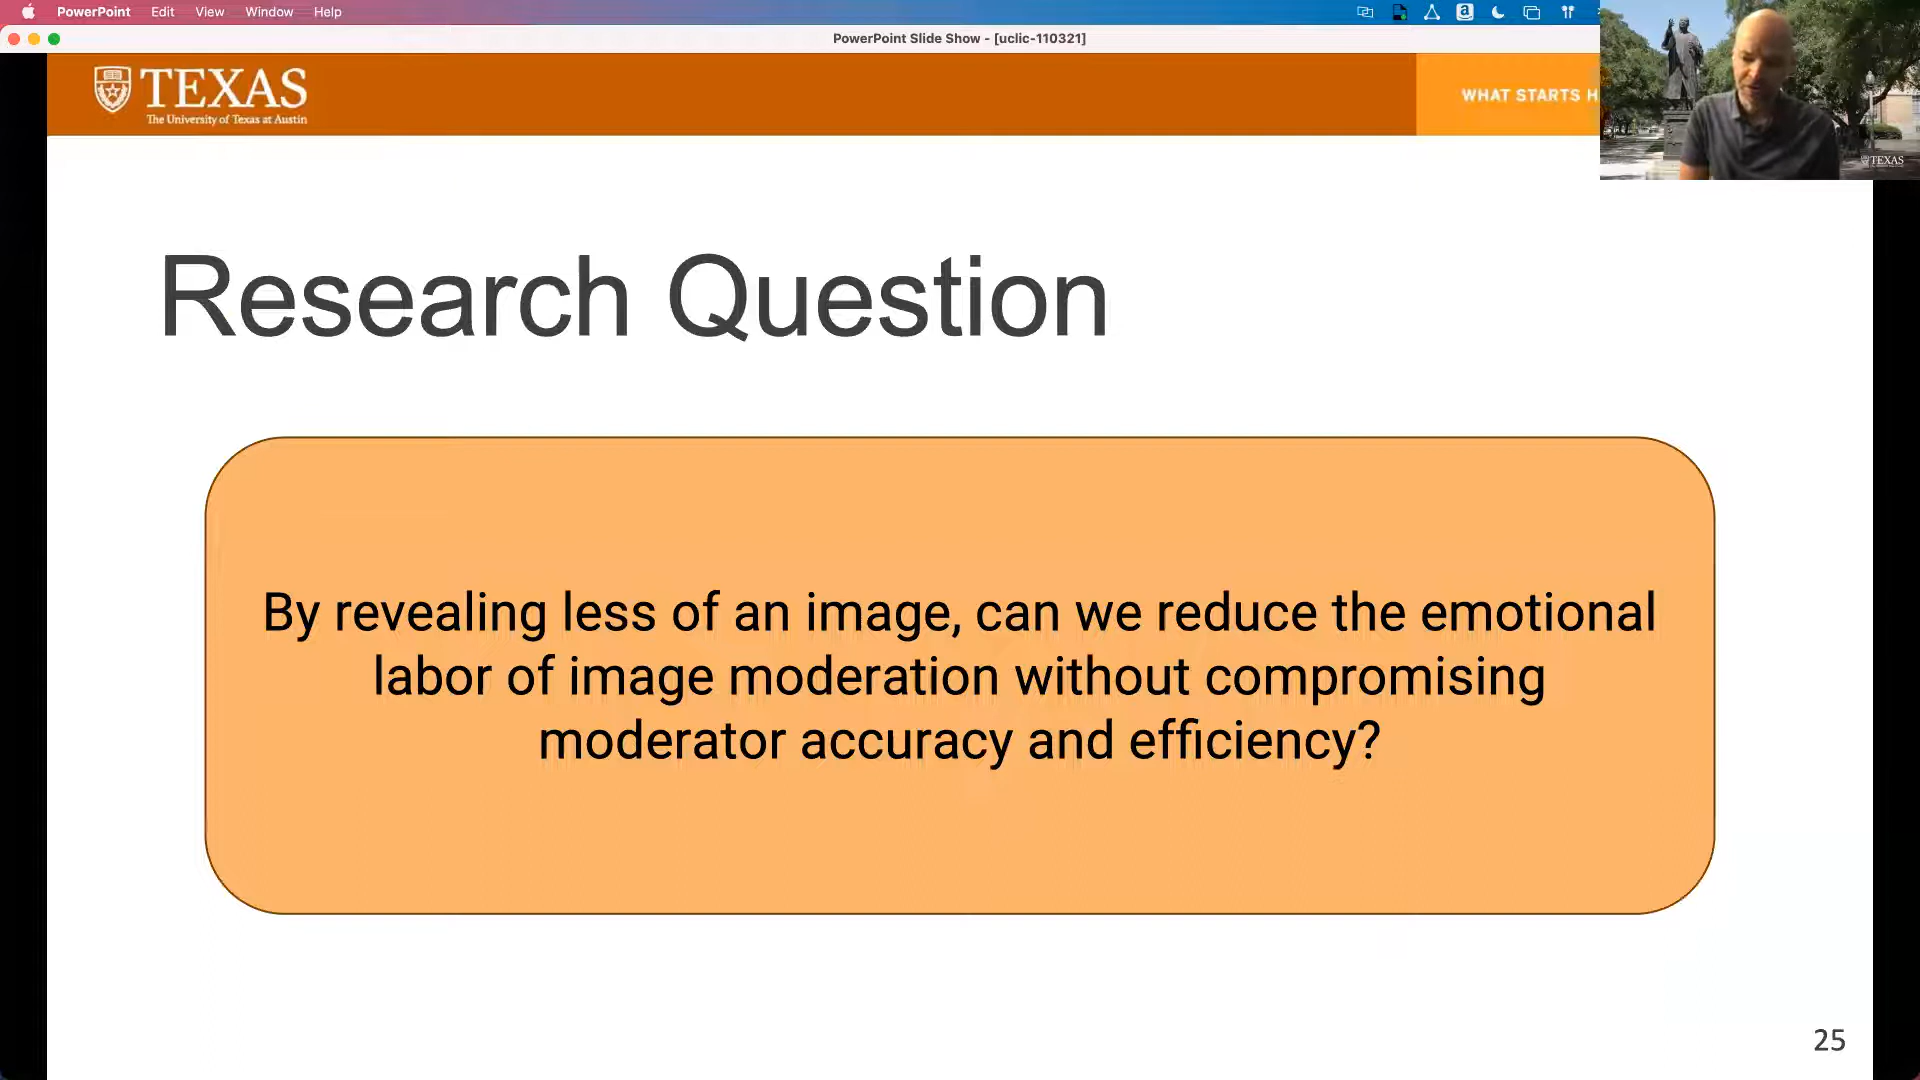 PowerPoint Edit View Window Help
PowerPoint Slide Show - [uclic-110321]
TEXAS
The University of Texas at Austin
WHAT STARTS H
TEXAS
Research Question
By revealing less of an image, can we reduce the emotional
labor of image moderation without compromising
moderator accuracy and efficiency?
25